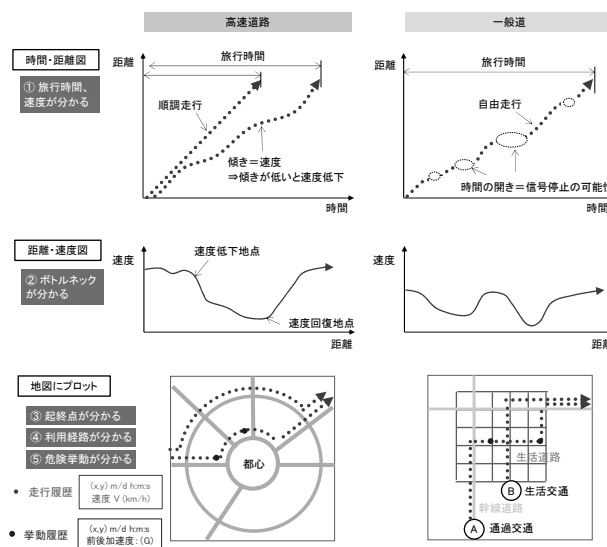 高速道路
一般道
時間・距離図
① 旅行時間、
速度が分かる
距離
旅行時間
順調走行
傾き＝速度
⇒傾きが低いと速度低下
時間
距離
旅行時間
自由走行
時間の開き＝信号停止の可能性
時間
距離・速度図
② ボトルネック
が分かる
速度
速度低下地点
速度回復地点
距離
速度
距離
地図にプロット
③ 起終点が分かる
④ 利用経路が分かる
⑤ 危険挙動が分かる
● 走行履歴
(x,y) m/d h:m:s
速度 V (km/h)
● 挙動履歴
(x,y) m/d h:m:s
前後加速度:(G)
都心
生活道路
B 生活交通
幹線道路
A 通過交通